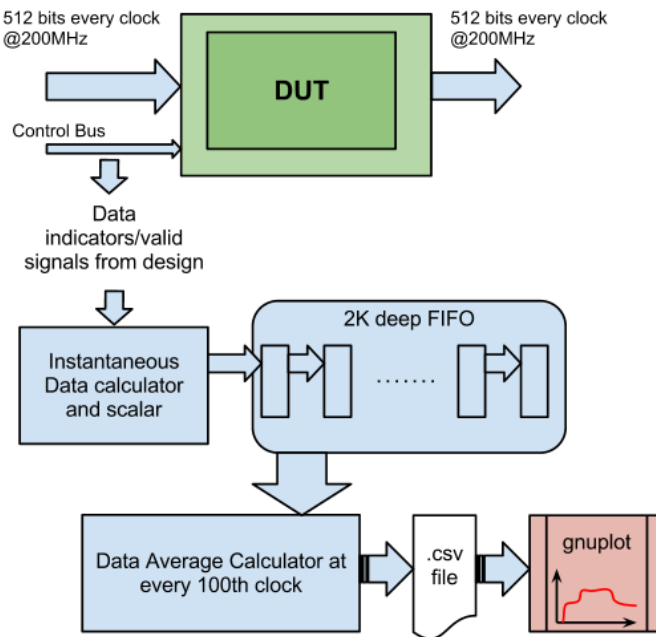 512 bits every clock
@200MHz
512 bits every clock
@200MHz
DUT
Control Bus
Data
indicators/valid
signals from design
2K deep FIFO
Instantaneous
Data calculator
and scalar
.......
Data Average Calculator at
every 100th clock
.csv
file
gnuplot